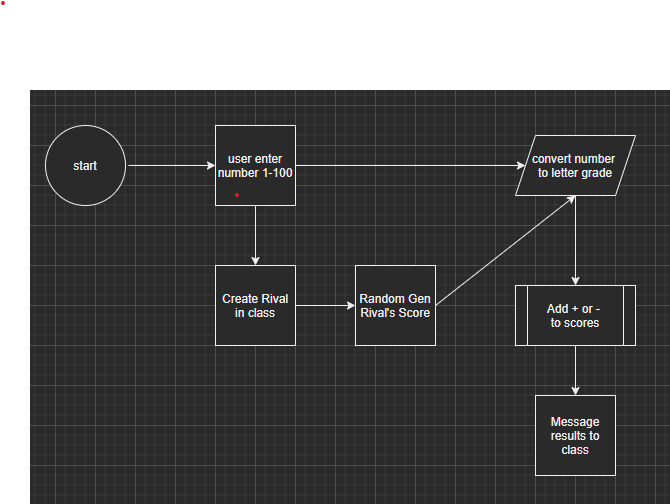 start
user enter
number 1-100
convert number
to letter grade
Create Rival
in class
Random Gen
Rival's Score
Add + or -
to scores
Message
results to
class